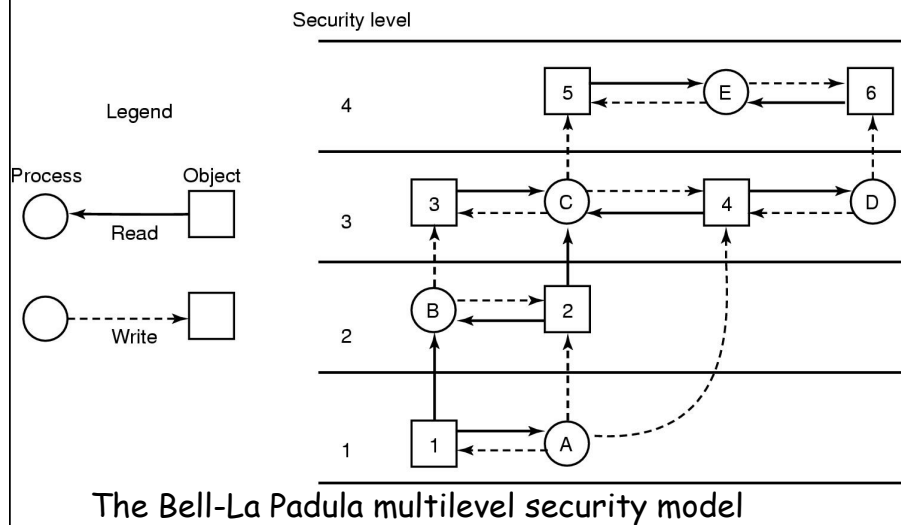 Security level
4
5
E
6
Legend
Process
Object
Read
3
3
C
4
D
Write
2
B
2
1
1
A
The Bell-La Padula multilevel security model